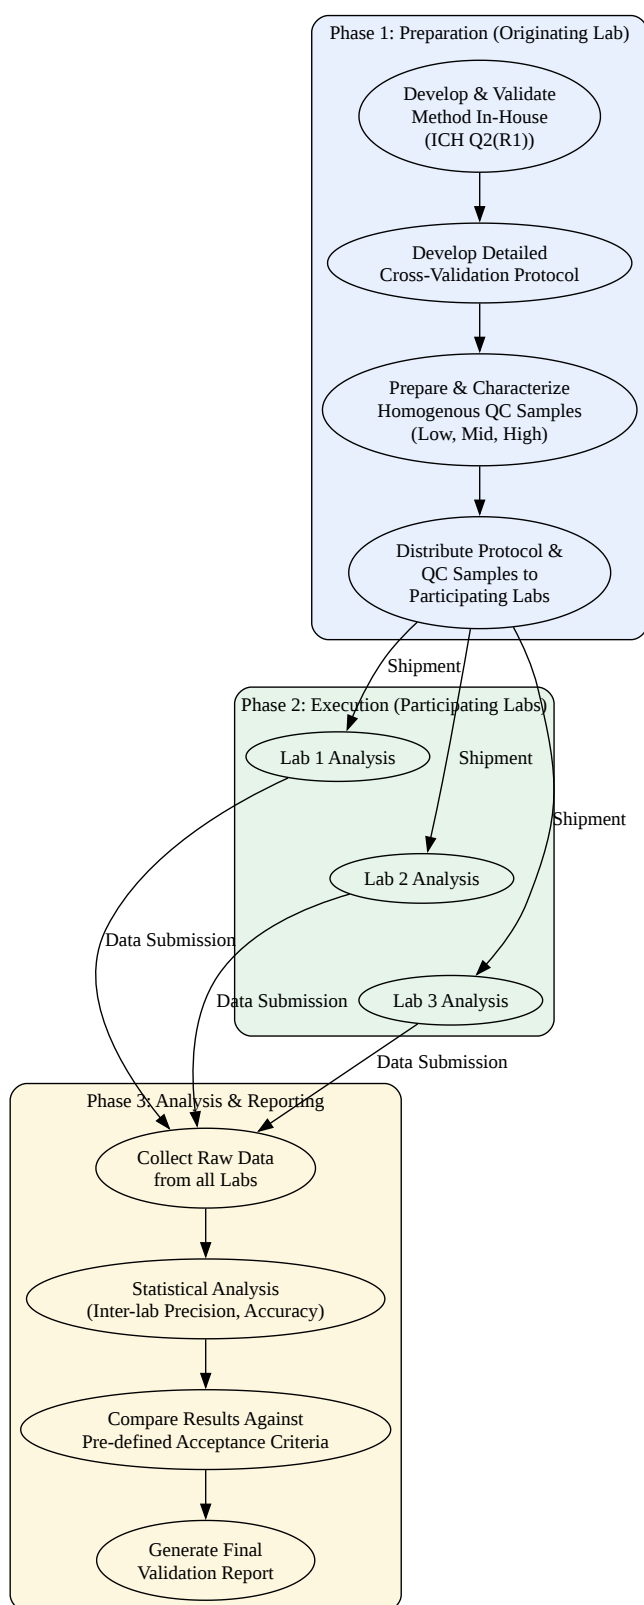 Phase 1: Preparation (Originating Lab)
Develop & Validate
Method In-House
(ICH Q2(R1))
Develop Detailed
Cross-Validation Protocol
Prepare & Characterize
Homogenous QC Samples
(Low, Mid, High)
Distribute Protocol &
QC Samples to
Participating Labs
Shipment
Phase 2: Execution (Participating Labs)
Lab 1 Analysis
Shipment
Shipment
Lab 2 Analysis
Data Submission
Data Submission
Lab 3 Analysis
Data Submission
Phase 3: Analysis & Reporting
Collect Raw Data
from all Labs
Statistical Analysis
(Inter-lab Precision, Accuracy)
Compare Results Against
Pre-defined Acceptance Criteria
Generate Final
Validation Report